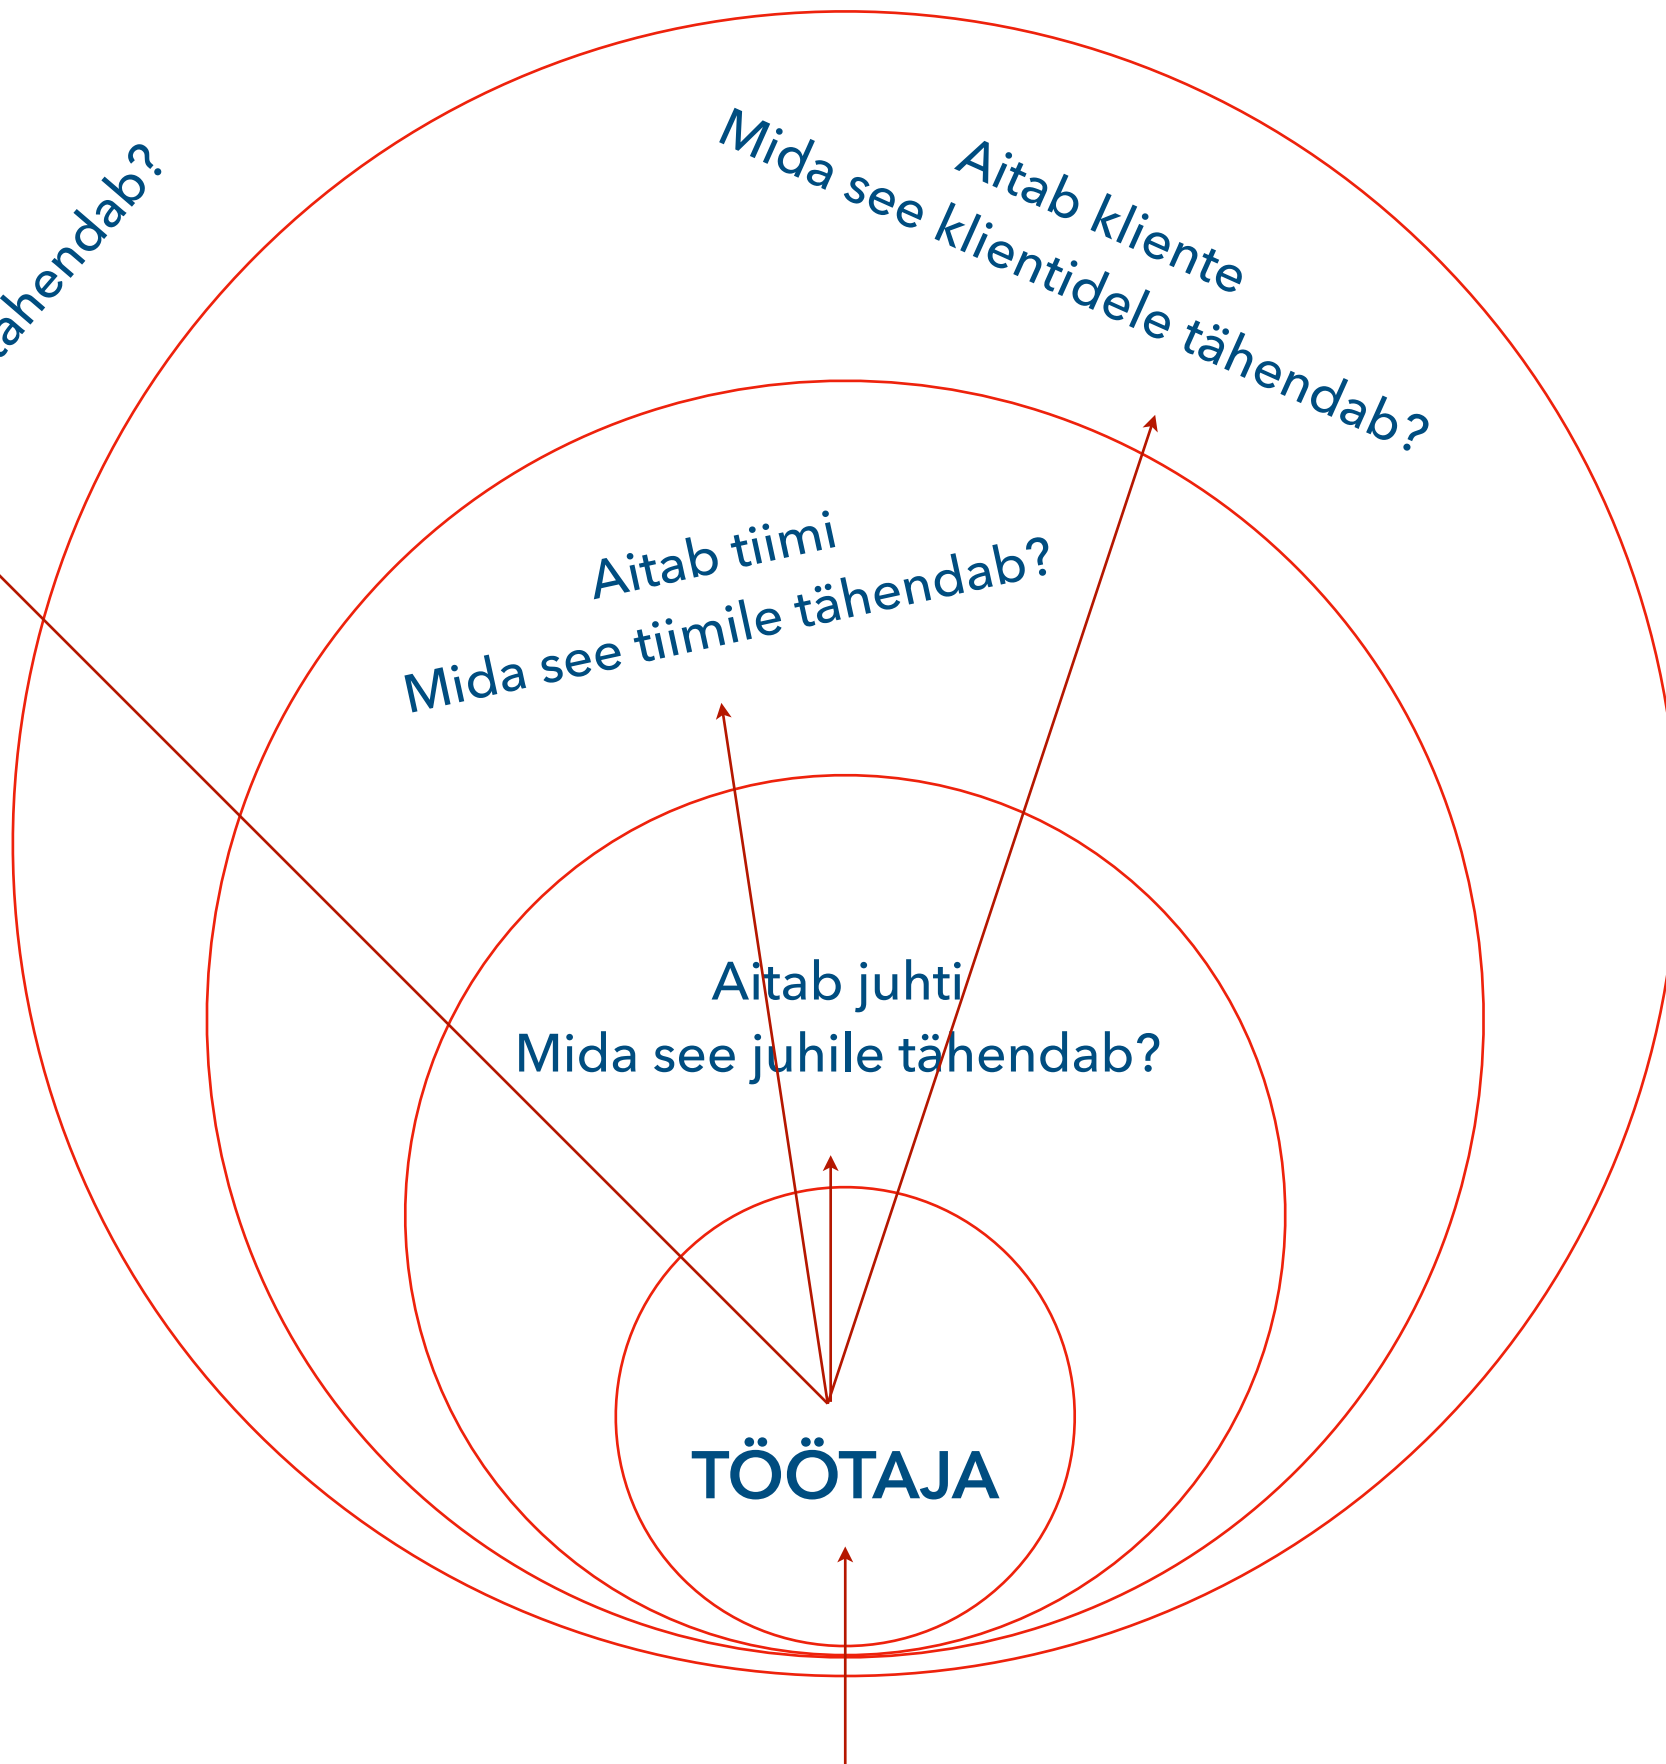 tähendab?
Aitab kliente
Mida see klientidele tähendab?
Aitab tiimi
Mida see tiimile tähendab?
Aitab juhti
Mida see juhile tähendab?
TÖÖTAJA